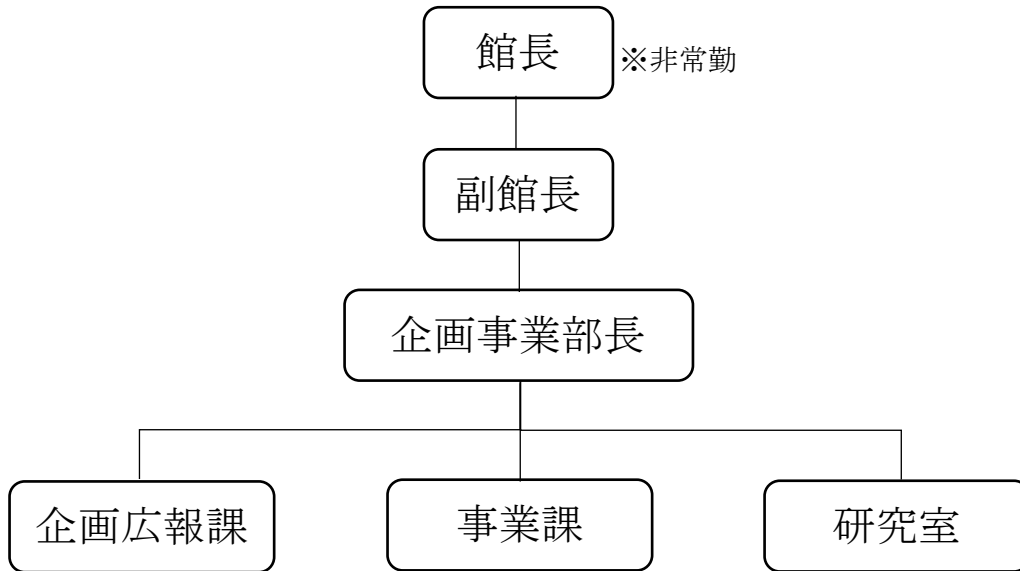 館長
※非常勤
副館長
企画事業部長
企画広報課
事業課
研究室